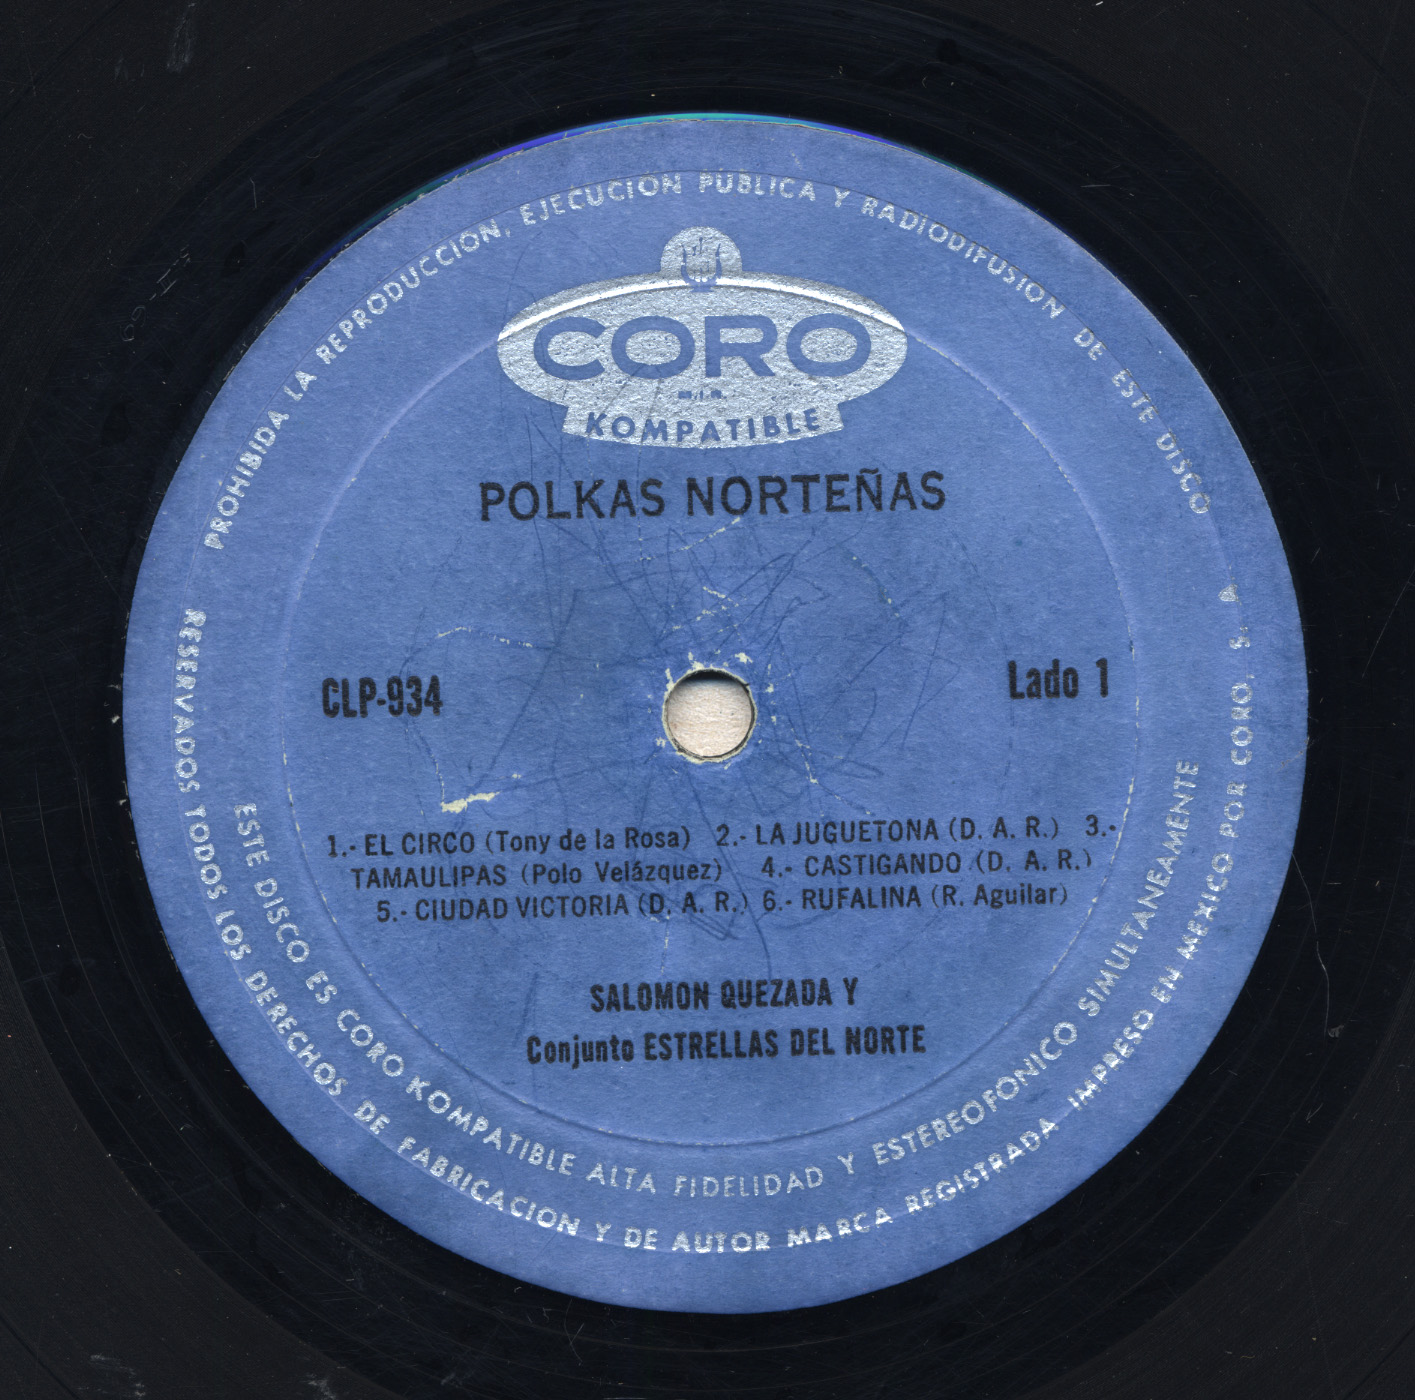 PROHIBIDA LA REPRODUCCION, EJECUCION PÚBLICA Y RADIODIFUSION DE ESTE DISCO
CORO
KOMPATIBLE
POLKAS NORTEÑAS
CLP-934
Lado 1
1.- EL CIRCO (Tony de la Rosa) 2.- LA JUGUETONA (D. A. R.) 3.-
TAMAULIPAS (Polo Velázquez) 4.- CASTIGANDO (D. A. R.)
5.- CIUDAD VICTORIA (D. A. R.) 6.- RUFALINA (R. Aguilar)
SALOMON QUEZADA Y
Conjunto ESTRELLAS DEL NORTE
ESTE DISCO ES CORO KOMPATIBLE ALTA FIDELIDAD Y ESTEREOFONICO SIMULTANEAMENTE
RESERVADOS TODOS LOS DERECHOS DE FABRICACION Y DE AUTOR MARCA REGISTRADA IMPRESO EN MEXICO POR CORO, S. A